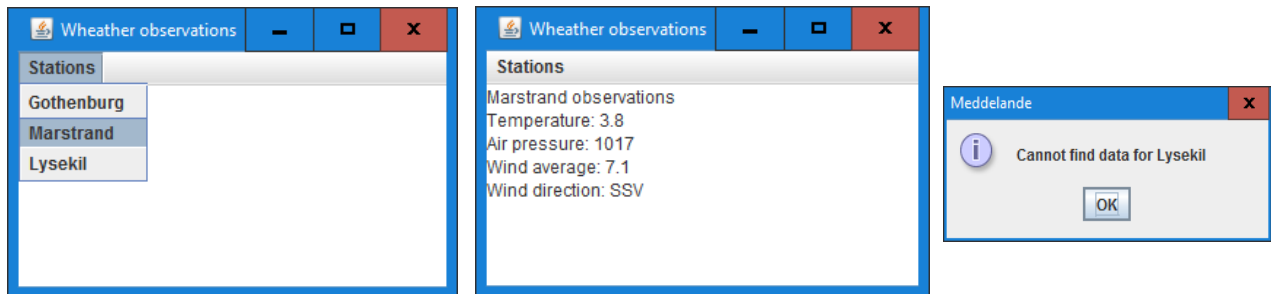 Wheather observations
Stations
Gothenburg
Marstrand
Lysekil
Wheather observations
Stations
Marstrand observations
Temperature: 3.8
Air pressure: 1017
Wind average: 7.1
Wind direction: SSV
Meddelande
Cannot find data for Lysekil
OK